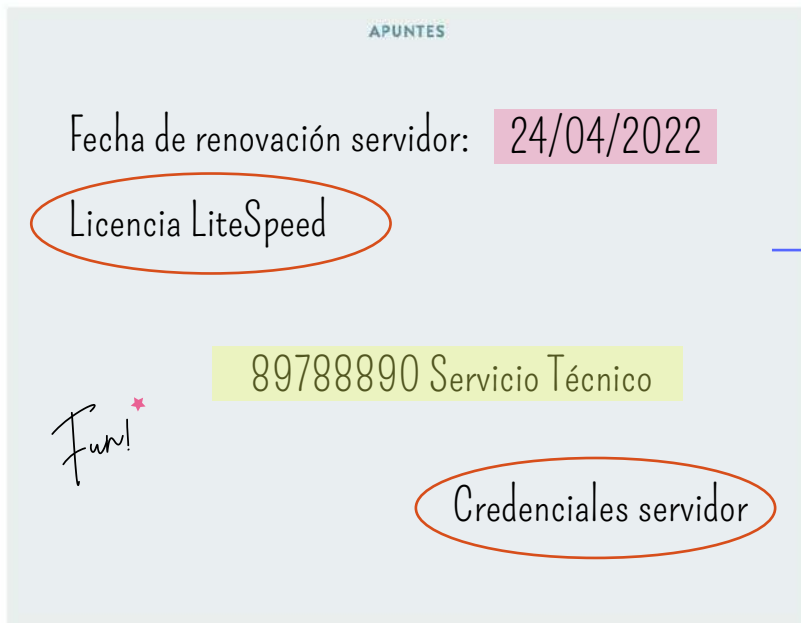 APUNTES
Fecha de renovación servidor: 24/04/2022
Licencia LiteSpeed
89788890 Servicio Técnico
Fun!
Credenciales servidor